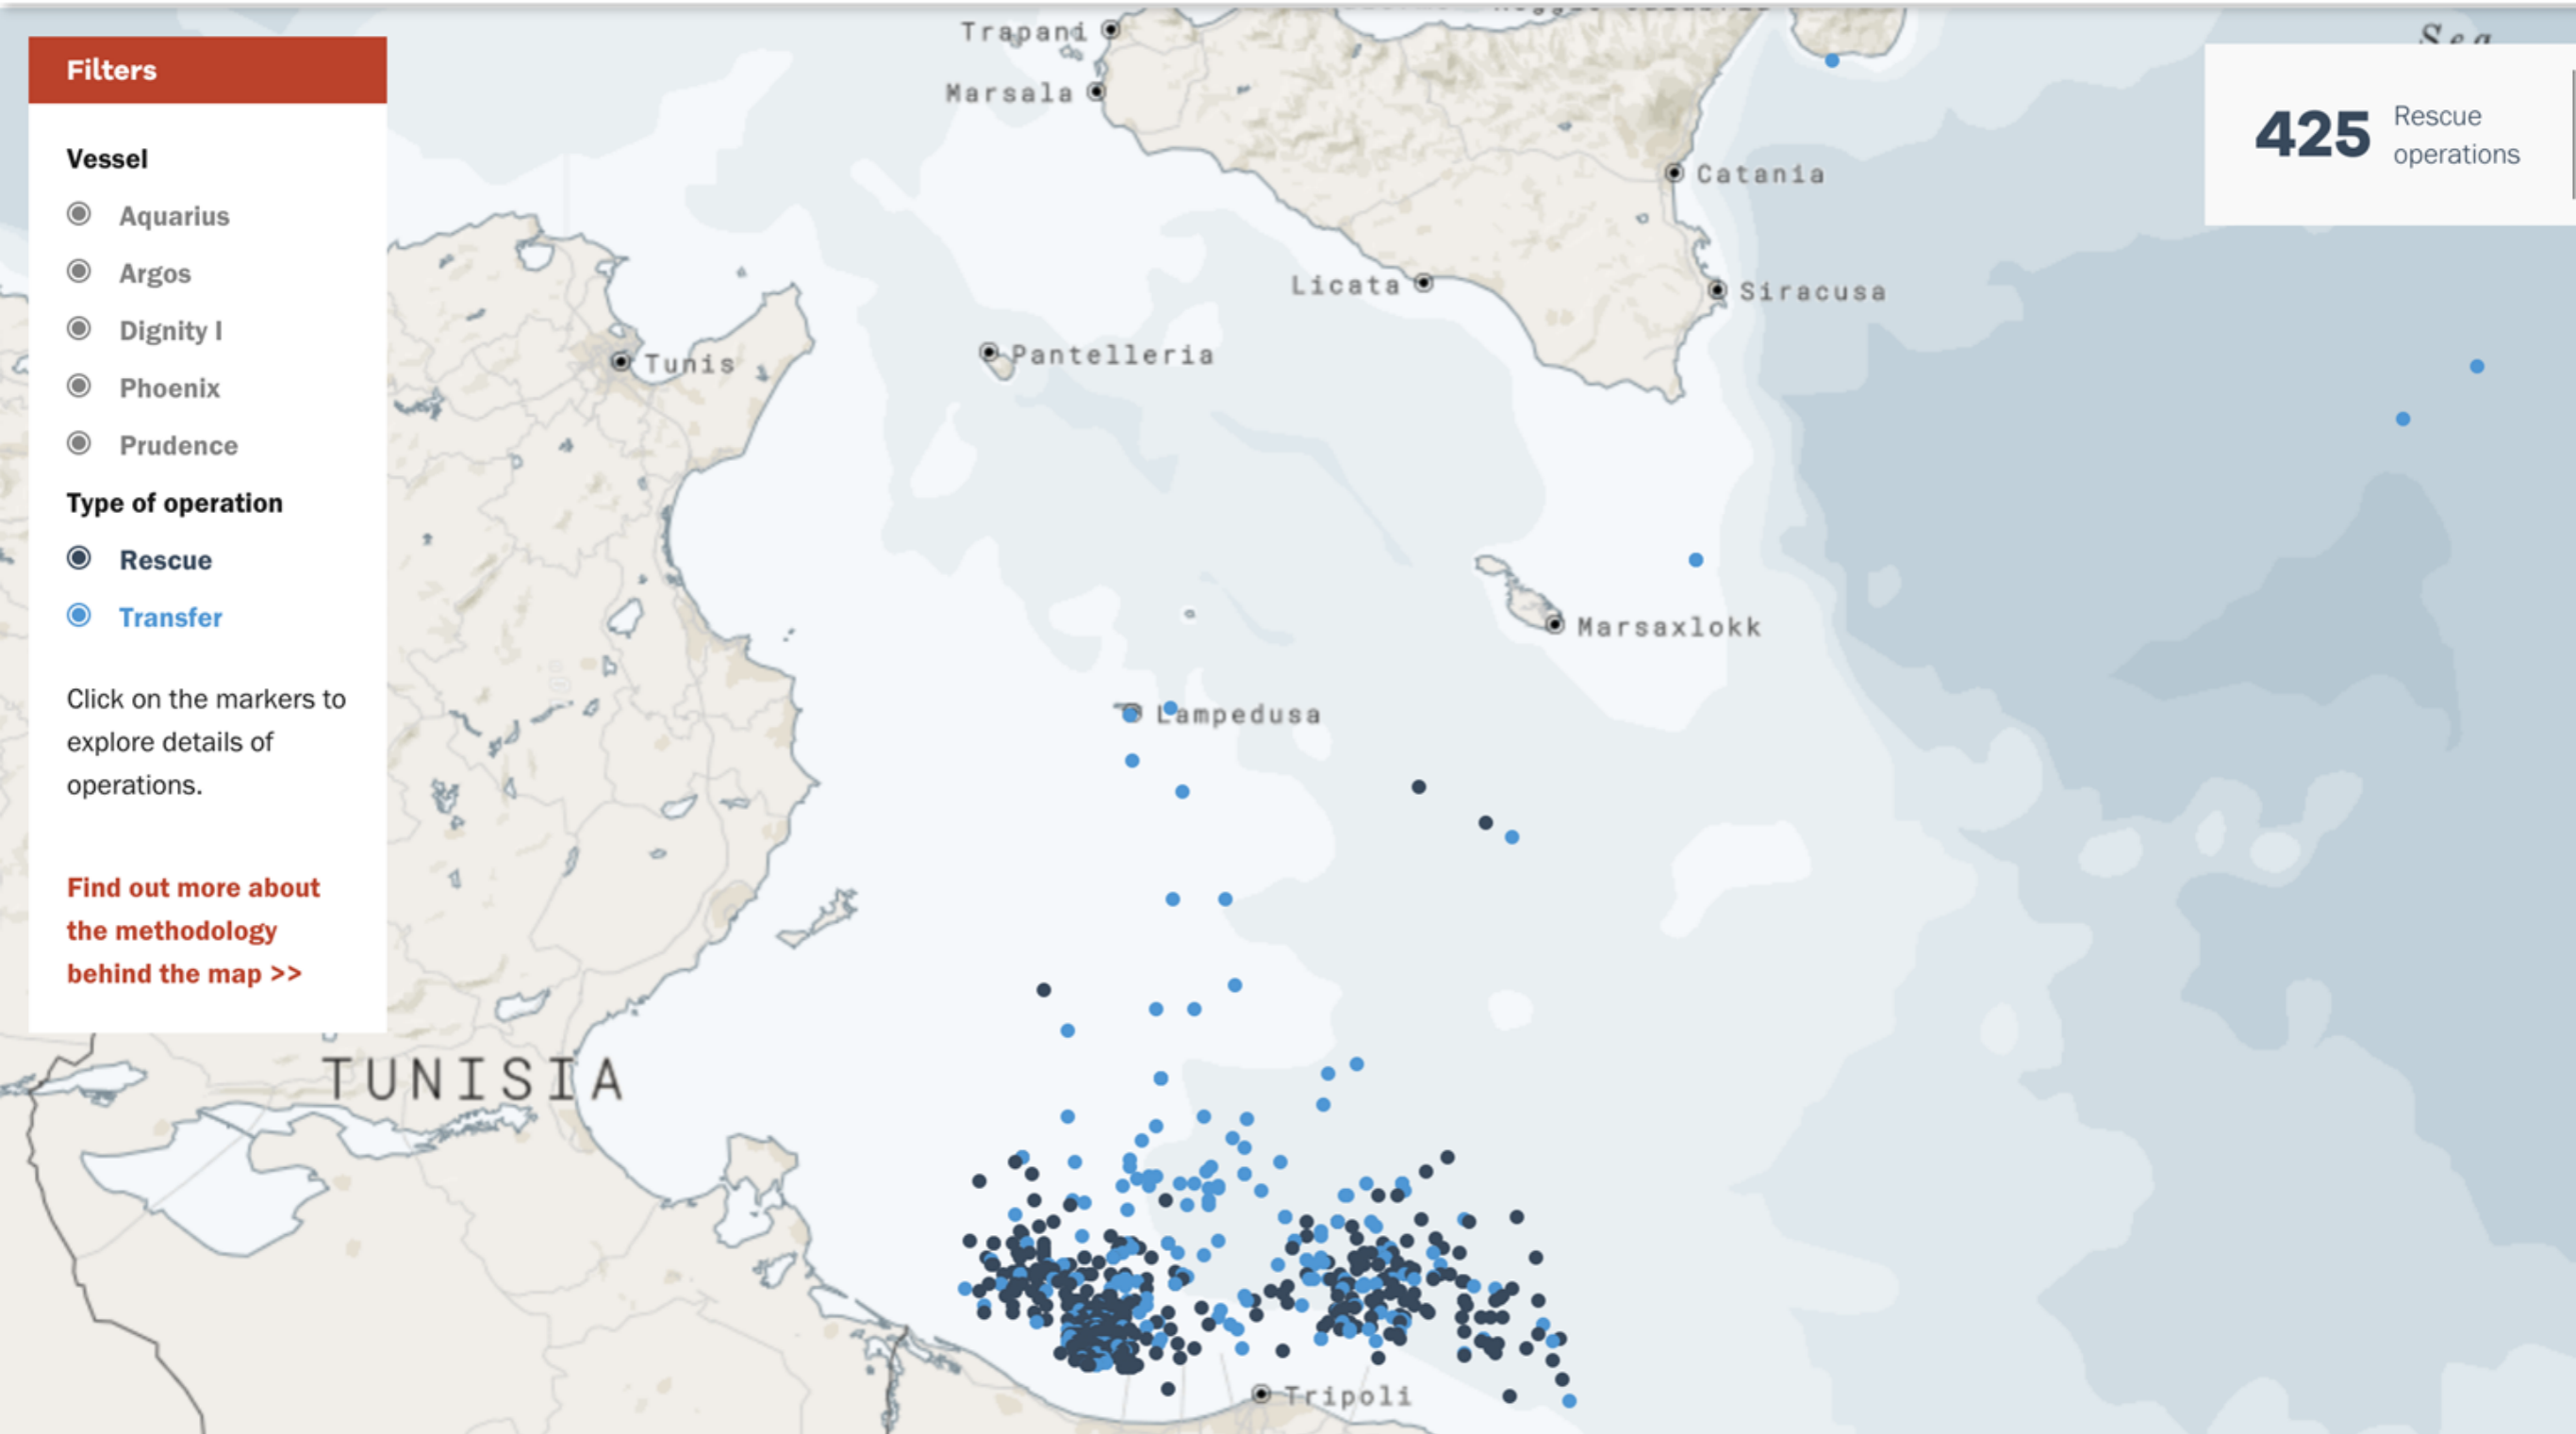 Filters
Vessel
Aquarius
Argos
Dignity I
Phoenix
Prudence
Type of operation
Rescue
Transfer
Click on the markers to
explore details of
operations.
Find out more about
the methodology
behind the map >>
Trapani
Marsala
Sea
425
Rescue
operations
Catania
Licata
Siracusa
Tunis
Pantelleria
Marsaxlokk
Lampedusa
TUNISIA
Tripoli